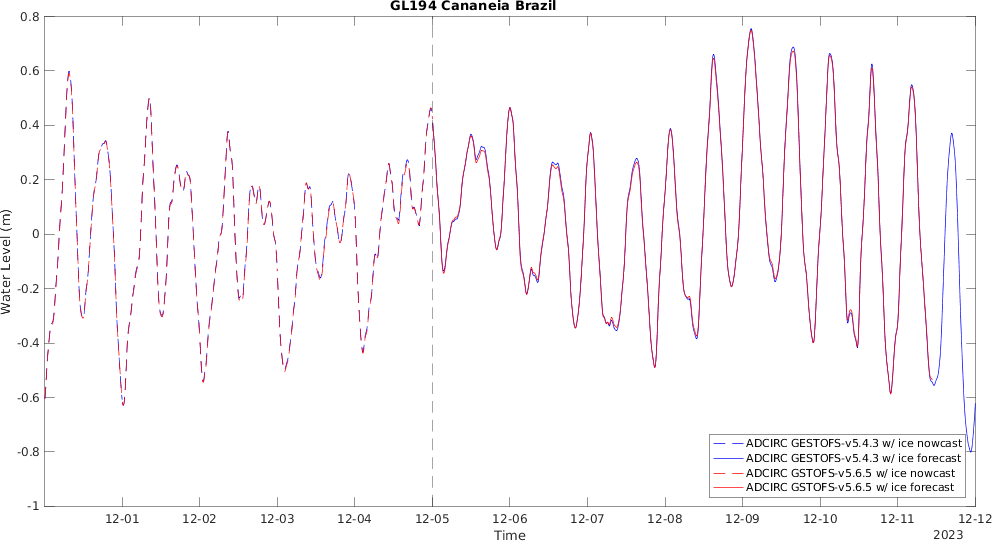 GL194 Cananeia Brazil
0.8
0.6
0.4
0.2
0
-0.2
-0.4
-0.6
-0.8
-1
Water Level (m)
12-01 12-02 12-03 12-04 12-05 12-06 12-07 12-08 12-09 12-10 12-11 12-12
Time
2023
ADCIRC GESTOFS-v5.4.3 w/ ice nowcast
ADCIRC GESTOFS-v5.4.3 w/ ice forecast
ADCIRC GSTOFS-v5.6.5 w/ ice nowcast
ADCIRC GSTOFS-v5.6.5 w/ ice forecast